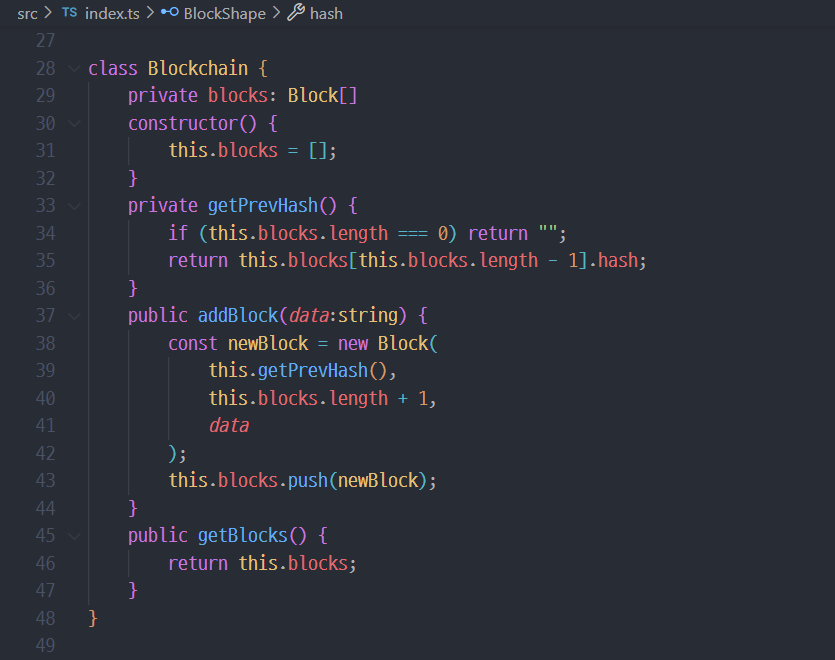 src > TS index.ts > BlockShape > hash
27
28 class Blockchain {
29 private blocks: Block[]
30 constructor() {
31 this.blocks = [];
32 }
33 private getPrevHash() {
34 if (this.blocks.length === 0) return "";
35 return this.blocks[this.blocks.length - 1].hash;
36 }
37 public addBlock(data:string) {
38 const newBlock = new Block(
39 this.getPrevHash(),
40 this.blocks.length + 1,
41 data
42 );
43 this.blocks.push(newBlock);
44 }
45 public getBlocks() {
46 return this.blocks;
47 }
48 }
49